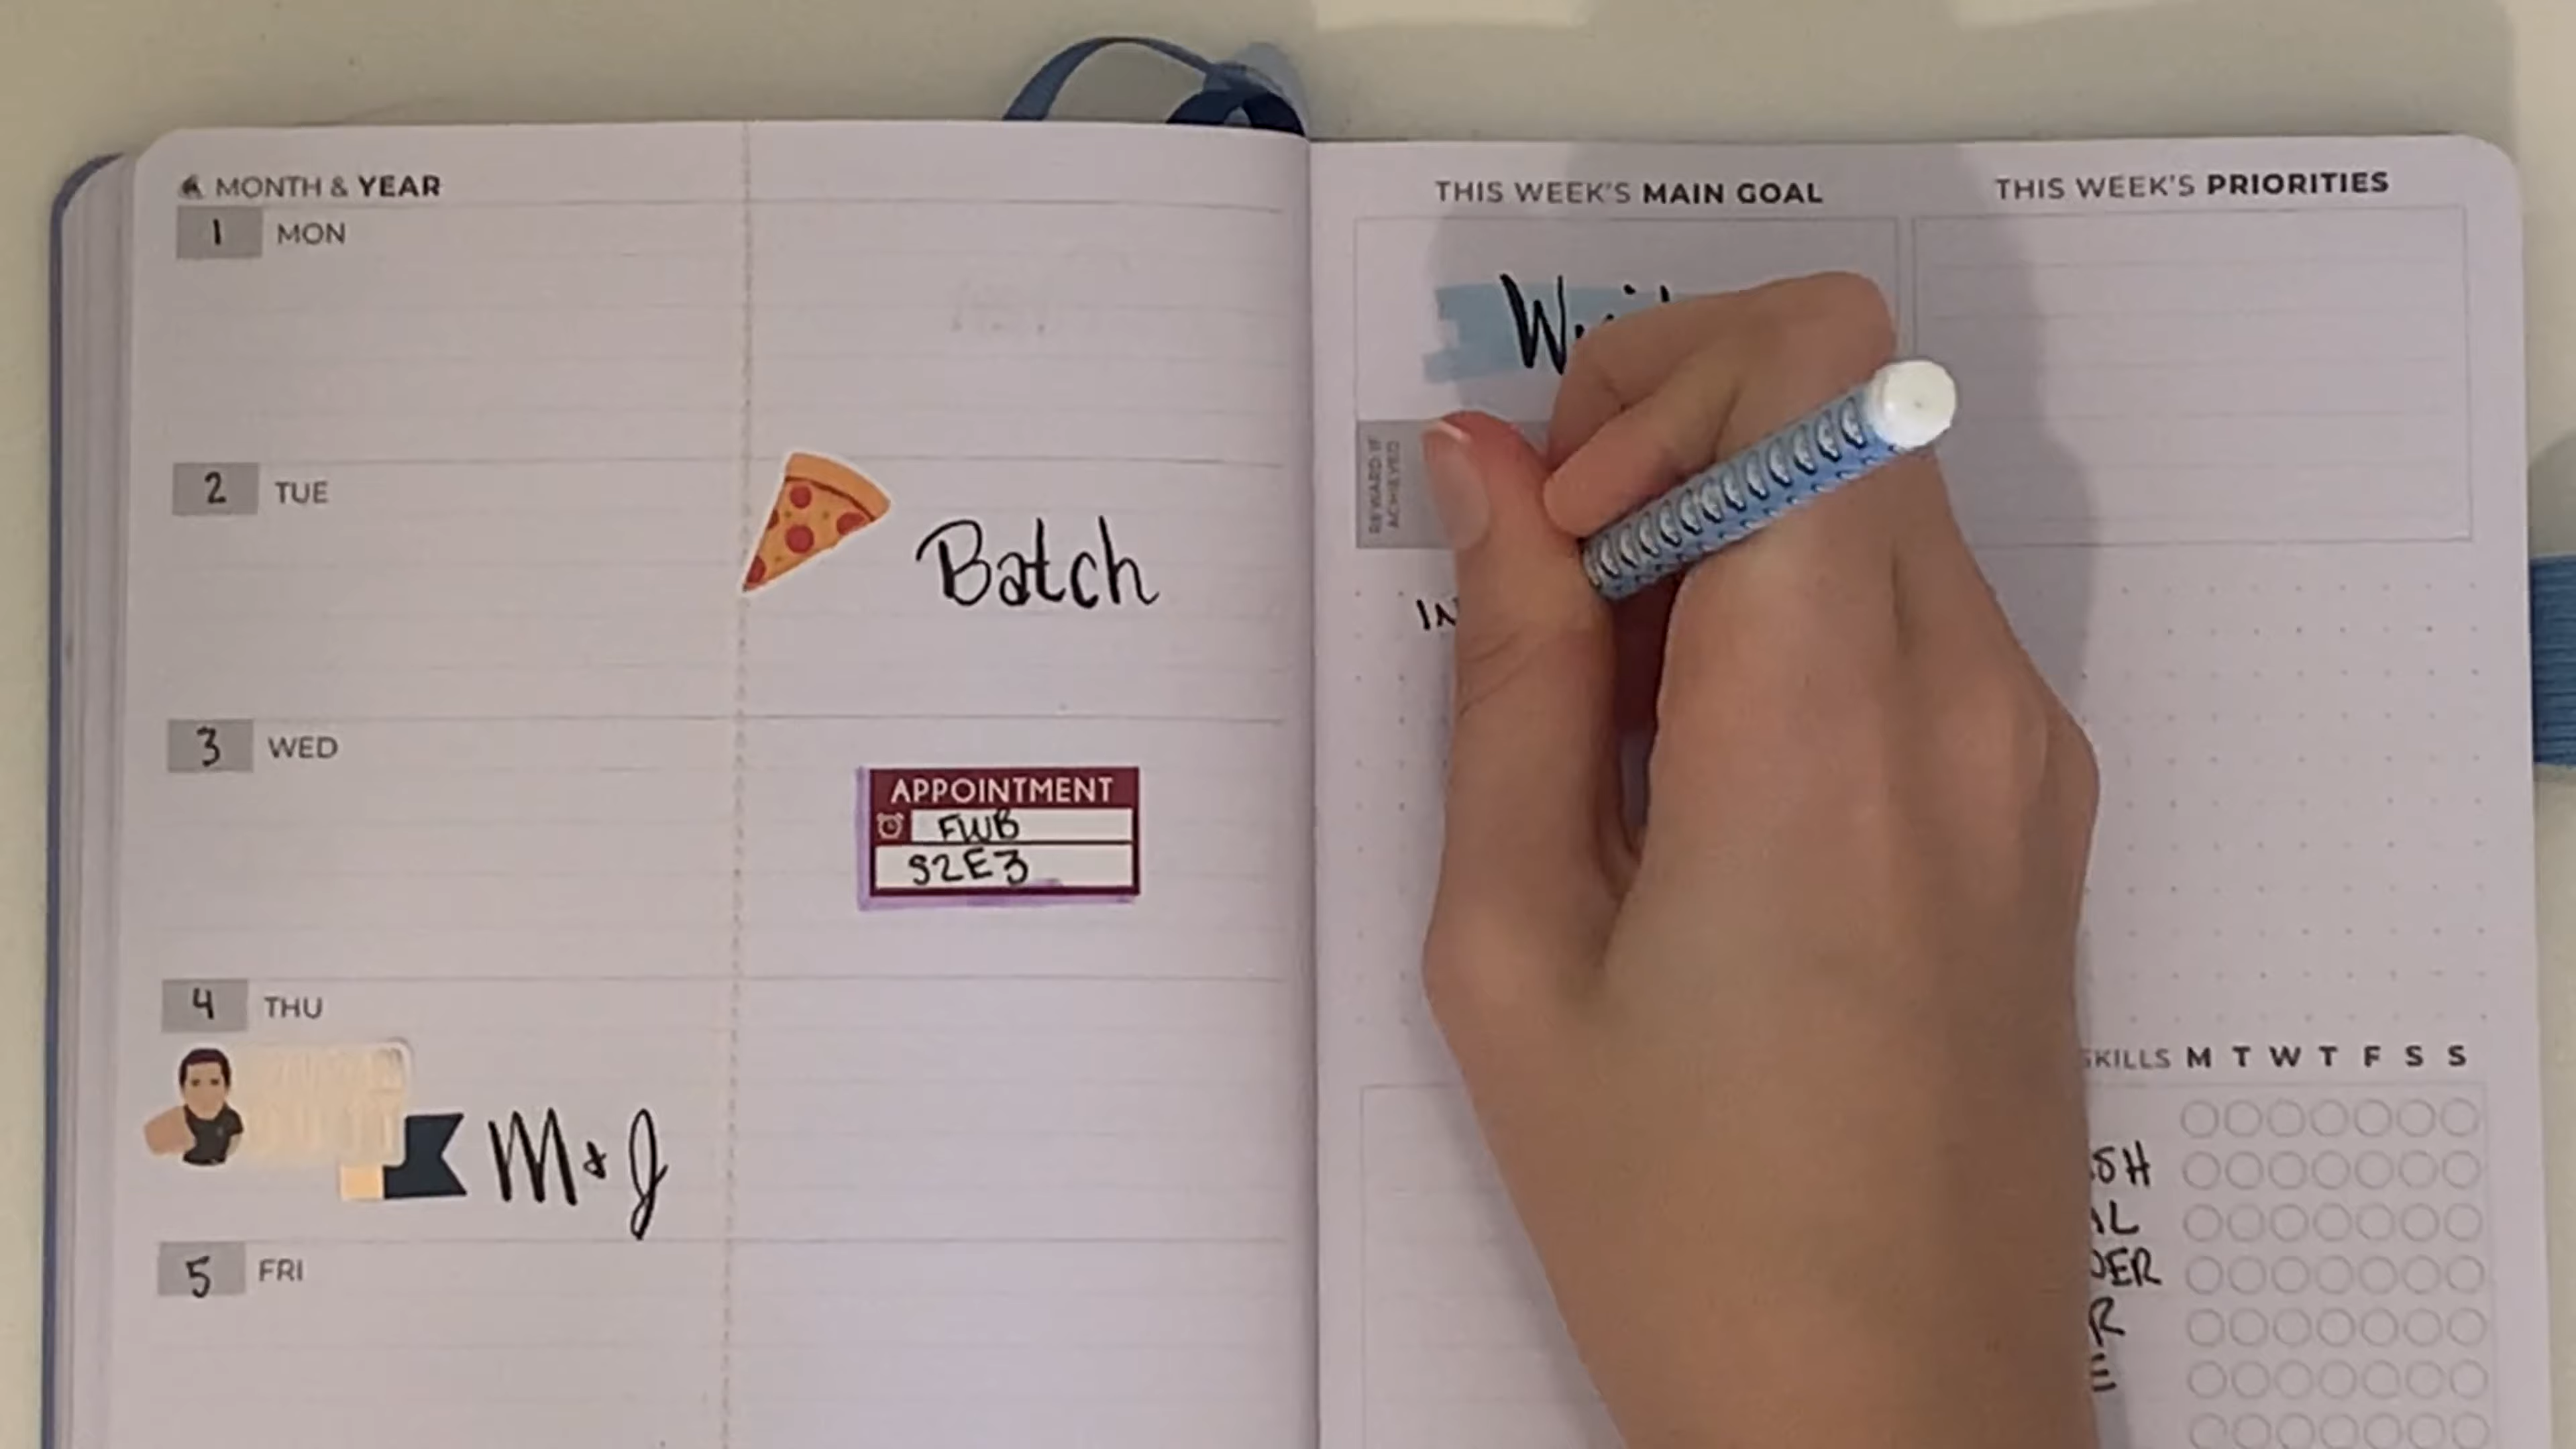 MONTH & YEAR
1 MON
2 TUE
Batch
3 WED
APPOINTMENT
FWB
S2E3
4 THU
M & J
5 FRI
THIS WEEK'S MAIN GOAL
THIS WEEK'S PRIORITIES
REWARD IF
ACHIEVED
SKILLS M T W T F S S